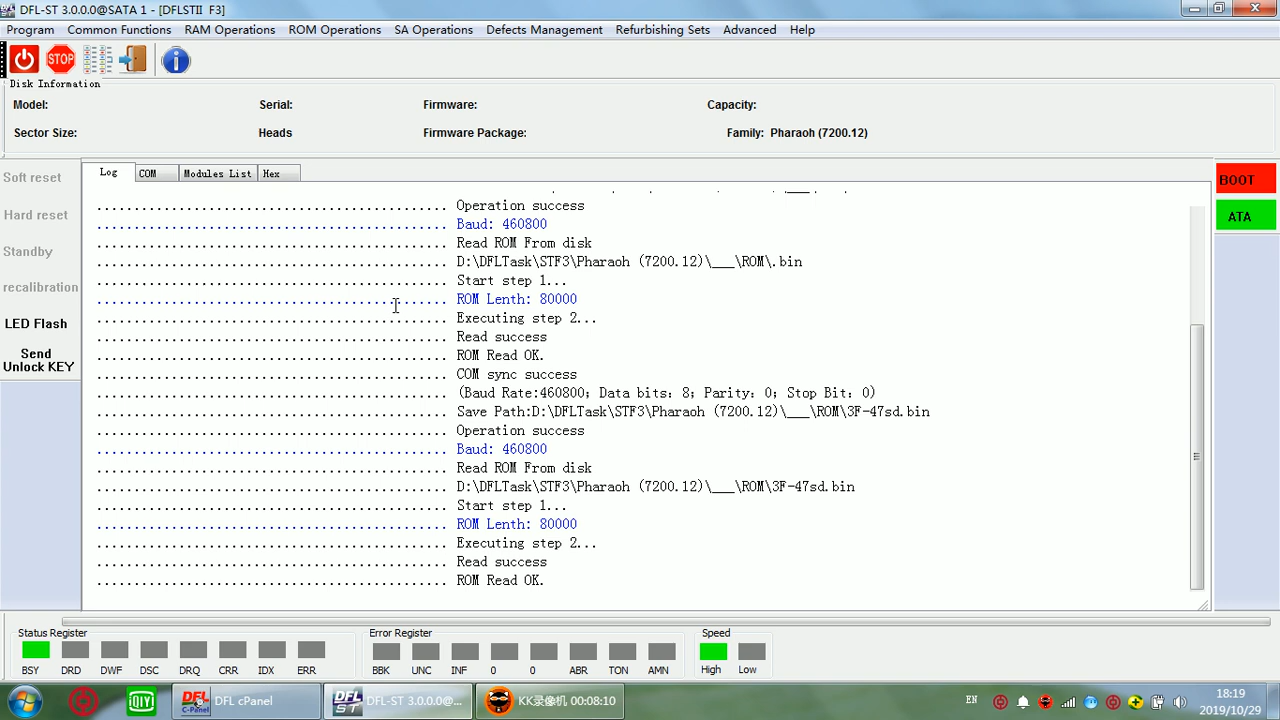 DFL-ST 3.0.0.0@SATA 1 - [DFLSTII F3]
Program Common Functions RAM Operations ROM Operations SA Operations Defects Management Refurbishing Sets Advanced Help
STOP
Disk Information
Model: Serial: Firmware: Capacity:
Sector Size: Heads Firmware Package: Family: Pharaoh (7200.12)
Log COM Modules List Hex
Soft reset
Hard reset
Standby
recalibration
LED Flash
Send
Unlock KEY
BOOT
ATA
............................................... Operation success
............................................... Baud: 460800
............................................... Read ROM From disk
............................................... D:\DFLTask\STF3\Pharaoh (7200.12)\___\ROM\.bin
............................................... Start step 1...
............................................... ROM Lenth: 80000
............................................... Executing step 2...
............................................... Read success
............................................... ROM Read OK.
............................................... COM sync success
............................................... (Baud Rate:460800; Data bits: 8; Parity: 0; Stop Bit: 0)
............................................... Save Path:D:\DFLTask\STF3\Pharaoh (7200.12)\___\ROM\3F-47sd.bin
............................................... Operation success
............................................... Baud: 460800
............................................... Read ROM From disk
............................................... D:\DFLTask\STF3\Pharaoh (7200.12)\___\ROM\3F-47sd.bin
............................................... Start step 1...
............................................... ROM Lenth: 80000
............................................... Executing step 2...
............................................... Read success
............................................... ROM Read OK.
Status Register Error Register Speed
BSY DRD DWF DSC DRQ CRR IDX ERR BBK UNC INF 0 0 ABR TON AMN High Low
iQIYI DFL C-Panel DFL cPanel DFL ST DFL-ST 3.0.0.0@... KK录像机 00:08:10 EN 18:19
2019/10/29